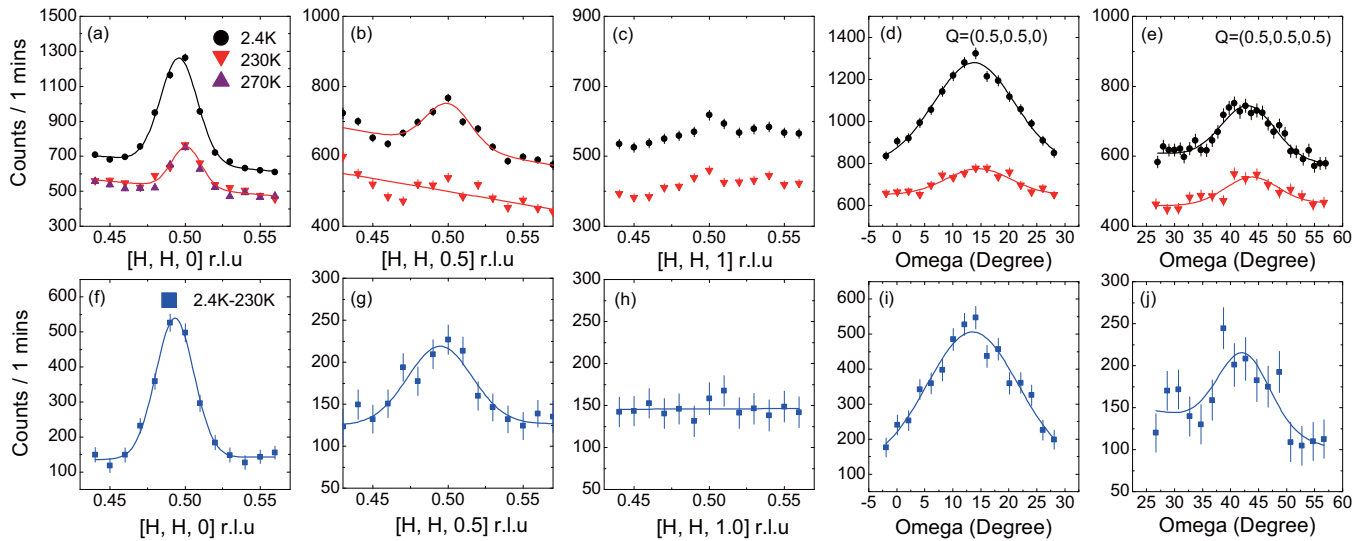 Counts / 1 mins
(a)
2.4K
230K
270K
1500
1300
1100
900
700
500
300
0.45 0.50 0.55
[H, H, 0] r.l.u
(b)
1000
800
600
400
0.45 0.50 0.55
[H, H, 0.5] r.l.u
(c)
900
700
500
300
0.45 0.50 0.55
[H, H, 1] r.l.u
(d) Q=(0.5,0.5,0)
1400
1200
1000
800
600
-5 0 5 10 15 20 25 30
Omega (Degree)
(e) Q=(0.5,0.5,0.5)
1000
800
600
400
25 30 35 40 45 50 55 60
Omega (Degree)
Counts / 1 mins
(f) 2.4K-230K
600
500
400
300
200
100
0.45 0.50 0.55
[H, H, 0] r.l.u
(g)
300
250
200
150
100
50
0.45 0.50 0.55
[H, H, 0.5] r.l.u
(h)
300
250
200
150
100
50
0.45 0.50 0.55
[H, H, 1.0] r.l.u
(i)
600
500
400
300
200
100
0 5 10 15 20 25 30
Omega (Degree)
(j)
300
250
200
150
100
50
25 30 35 40 45 50 55 60
Omega (Degree)